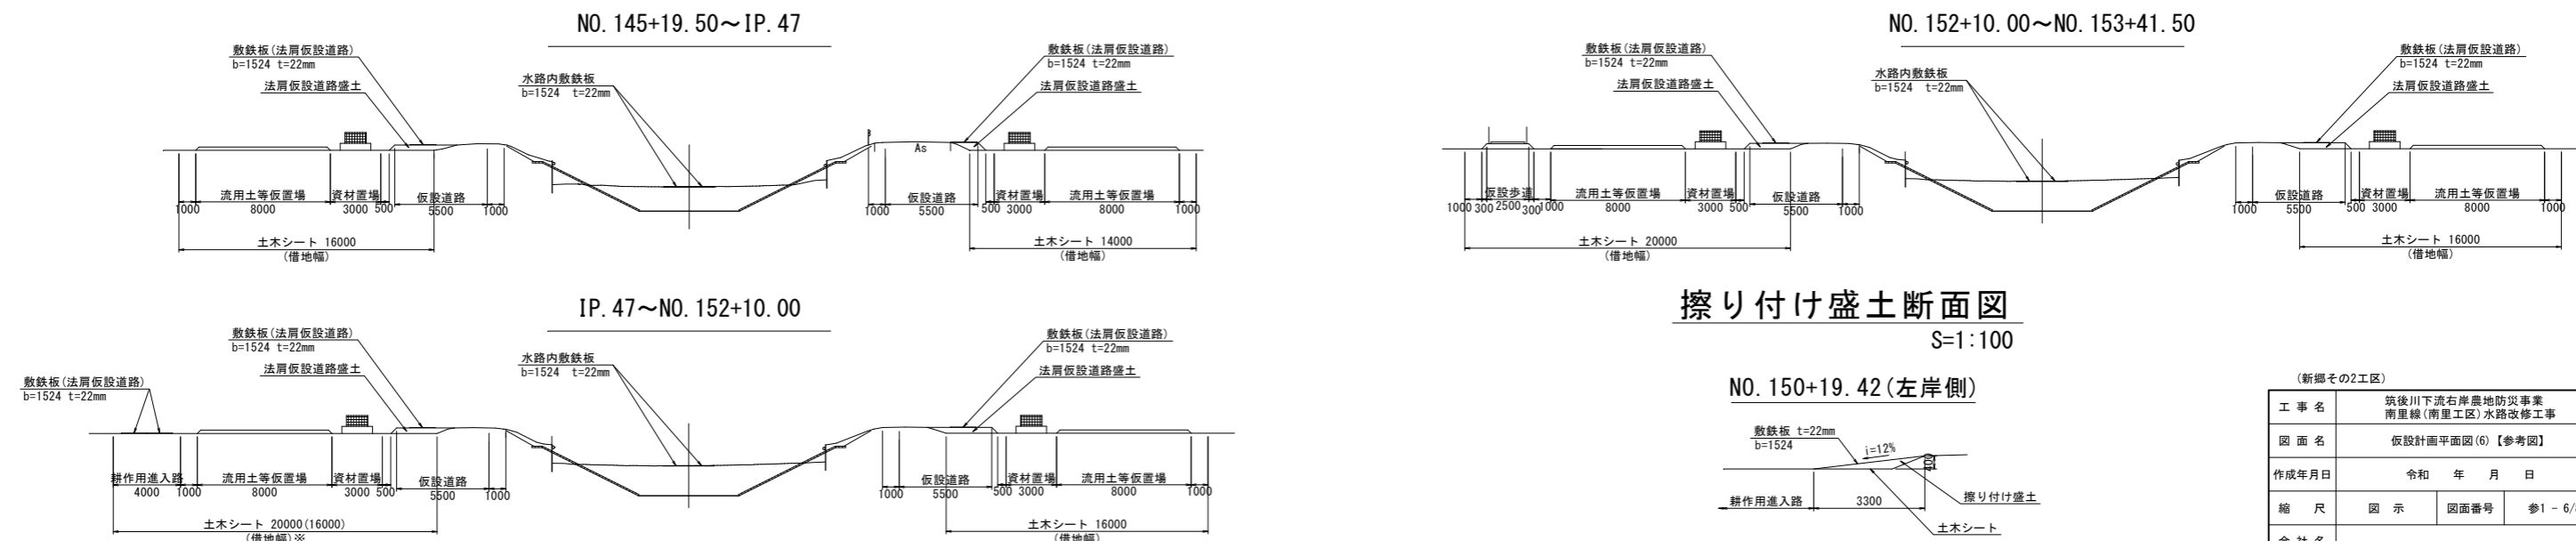 NO.145+19.50～IP.47
敷鉄板(法肩仮設道路)
b=1524 t=22mm
法肩仮設道路盛土
水路内敷鉄板
b=1524 t=22mm
敷鉄板(法肩仮設道路)
b=1524 t=22mm
法肩仮設道路盛土
As
流用土等仮置場
資材置場
仮設道路
1000
8000
3000
500
5500
1000
仮設道路
資材置場
流用土等仮置場
1000
5500
500
3000
8000
1000
土木シート 16000
(借地幅)
土木シート 14000
(借地幅)
NO.152+10.00～NO.153+41.50
敷鉄板(法肩仮設道路)
b=1524 t=22mm
法肩仮設道路盛土
水路内敷鉄板
b=1524 t=22mm
敷鉄板(法肩仮設道路)
b=1524 t=22mm
法肩仮設道路盛土
仮設歩道
流用土等仮置場
資材置場
仮設道路
1000
300
2500
300
1000
8000
3000
500
5500
1000
仮設道路
資材置場
流用土等仮置場
1000
5500
500
3000
8000
1000
土木シート 20000
(借地幅)
土木シート 16000
(借地幅)
IP.47～NO.152+10.00
敷鉄板(法肩仮設道路)
b=1524 t=22mm
法肩仮設道路盛土
敷鉄板(法肩仮設道路)
b=1524 t=22mm
水路内敷鉄板
b=1524 t=22mm
敷鉄板(法肩仮設道路)
b=1524 t=22mm
法肩仮設道路盛土
耕作用進入路
流用土等仮置場
資材置場
仮設道路
4000
1000
8000
3000
500
5500
1000
仮設道路
資材置場
流用土等仮置場
1000
5500
500
3000
8000
1000
土木シート 20000(16000)
(借地幅)※
土木シート 16000
(借地幅)
擦り付け盛土断面図
S=1:100
NO.150+19.42(左岸側)
敷鉄板 t=22mm
b=1524
i=12%
400
耕作用進入路
3300
擦り付け盛土
土木シート
(新郷その2工区)
工事名
筑後川下流右岸農地防災事業
南里線(南里工区)水路改修工事
図面名
仮設計画平面図(6)【参考図】
作成年月日
令和 年 月 日
縮 尺
図 示
図面番号
参1 - 6/
会社名